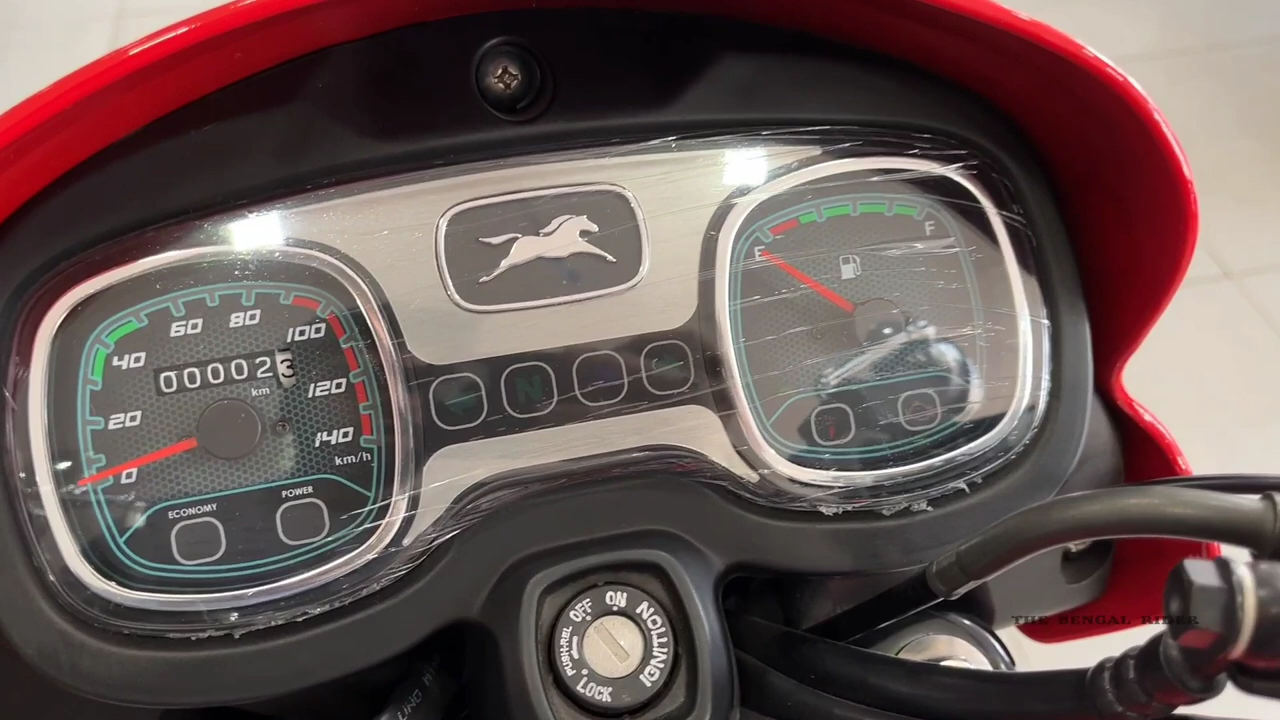 0
20
40
60
80
100
120
140
km/h
000023
km
ECONOMY
POWER
N
E
F
OFF
ON
IGNITION
LOCK
PUSH-REL
THE BENGAL RIDER